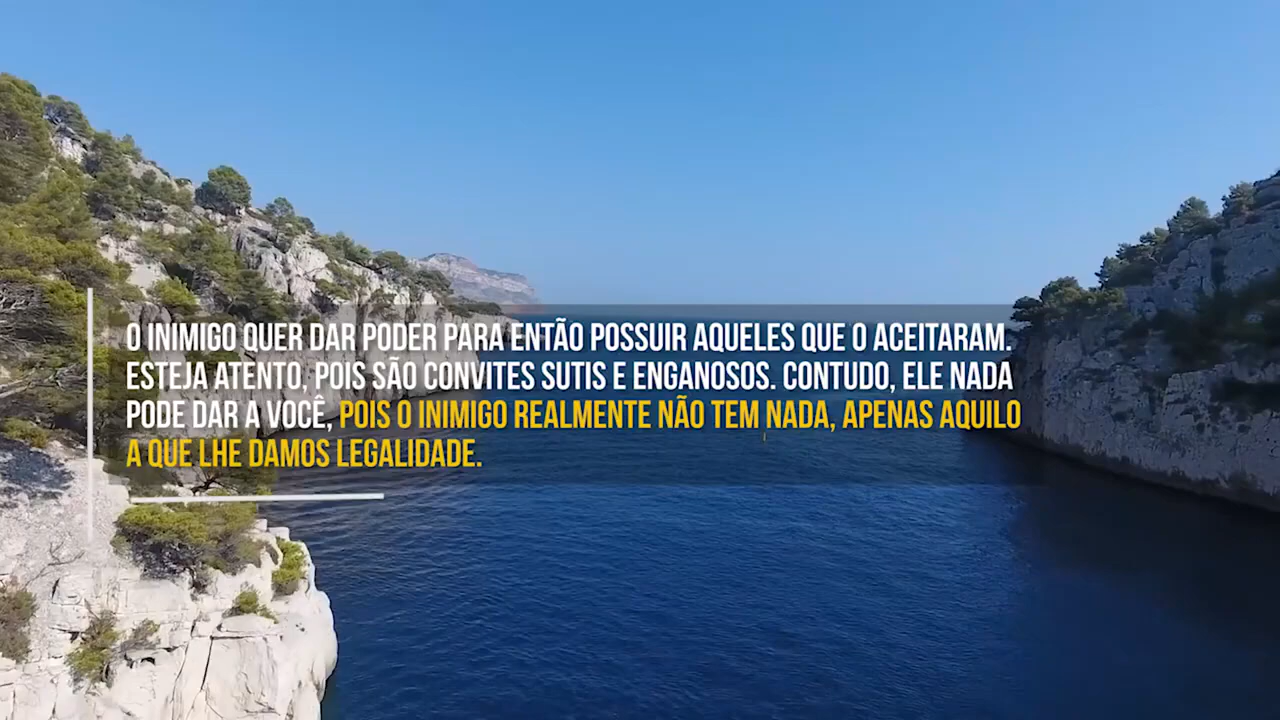 O INIMIGO QUER DAR PODER PARA ENTÃO POSSUIR AQUELES QUE O ACEITARAM.
ESTEJA ATENTO, POIS SÃO CONVITES SUTIS E ENGANOSOS. CONTUDO, ELE NADA
PODE DAR A VOCÊ, POIS O INIMIGO REALMENTE NÃO TEM NADA, APENAS AQUILO
A QUE LHE DAMOS LEGALIDADE.